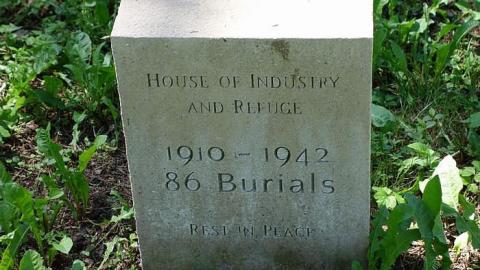 House of Industry
and Refuge
1910 – 1942
86 Burials
Rest in Peace